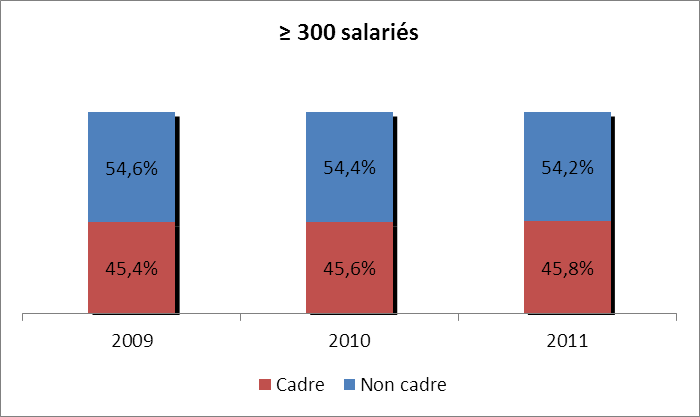 ≥ 300 salariés
54,6% 54,4% 54,2%
45,4% 45,6% 45,8%
2009 2010 2011
Cadre Non cadre